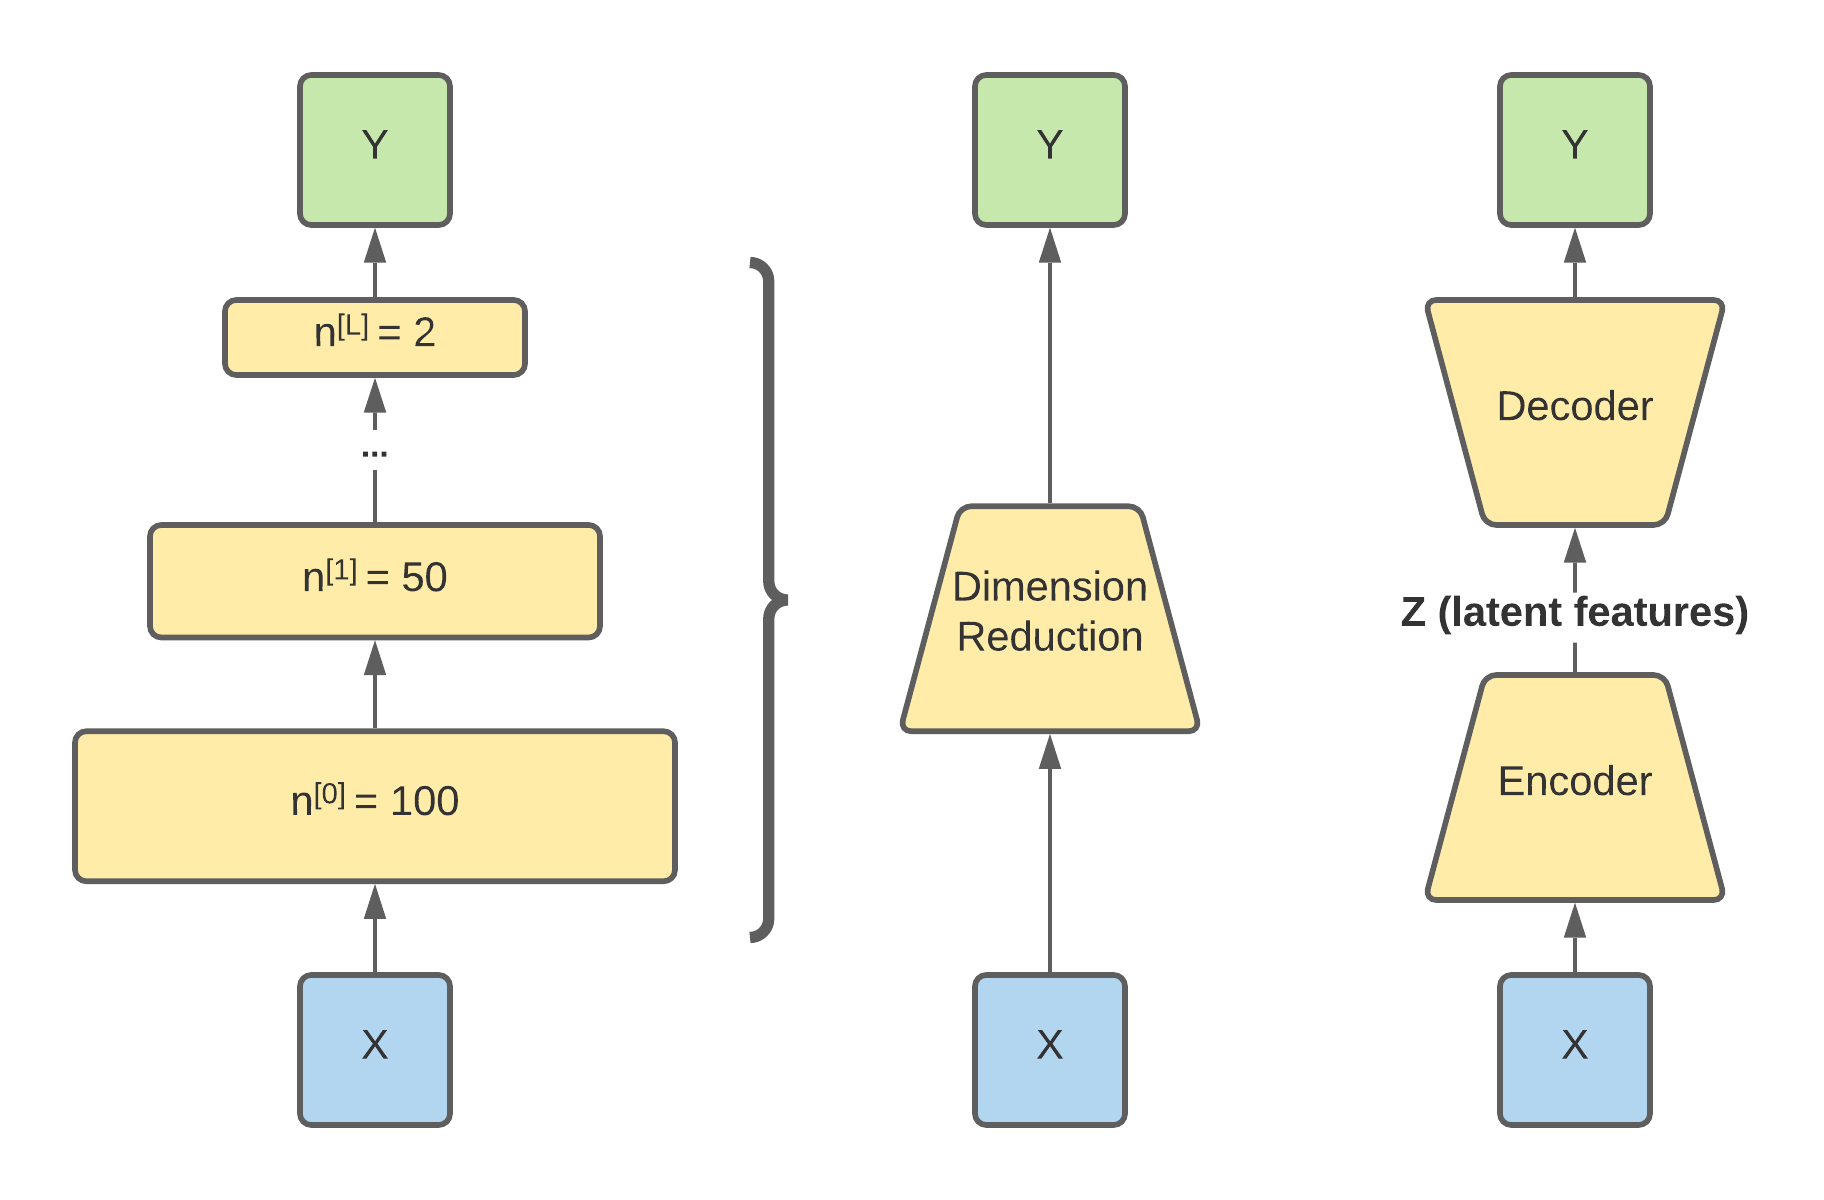 Y
n[L] = 2
...
n[1] = 50
n[0] = 100
X
Y
Dimension
Reduction
X
Y
Decoder
Z (latent features)
Encoder
X